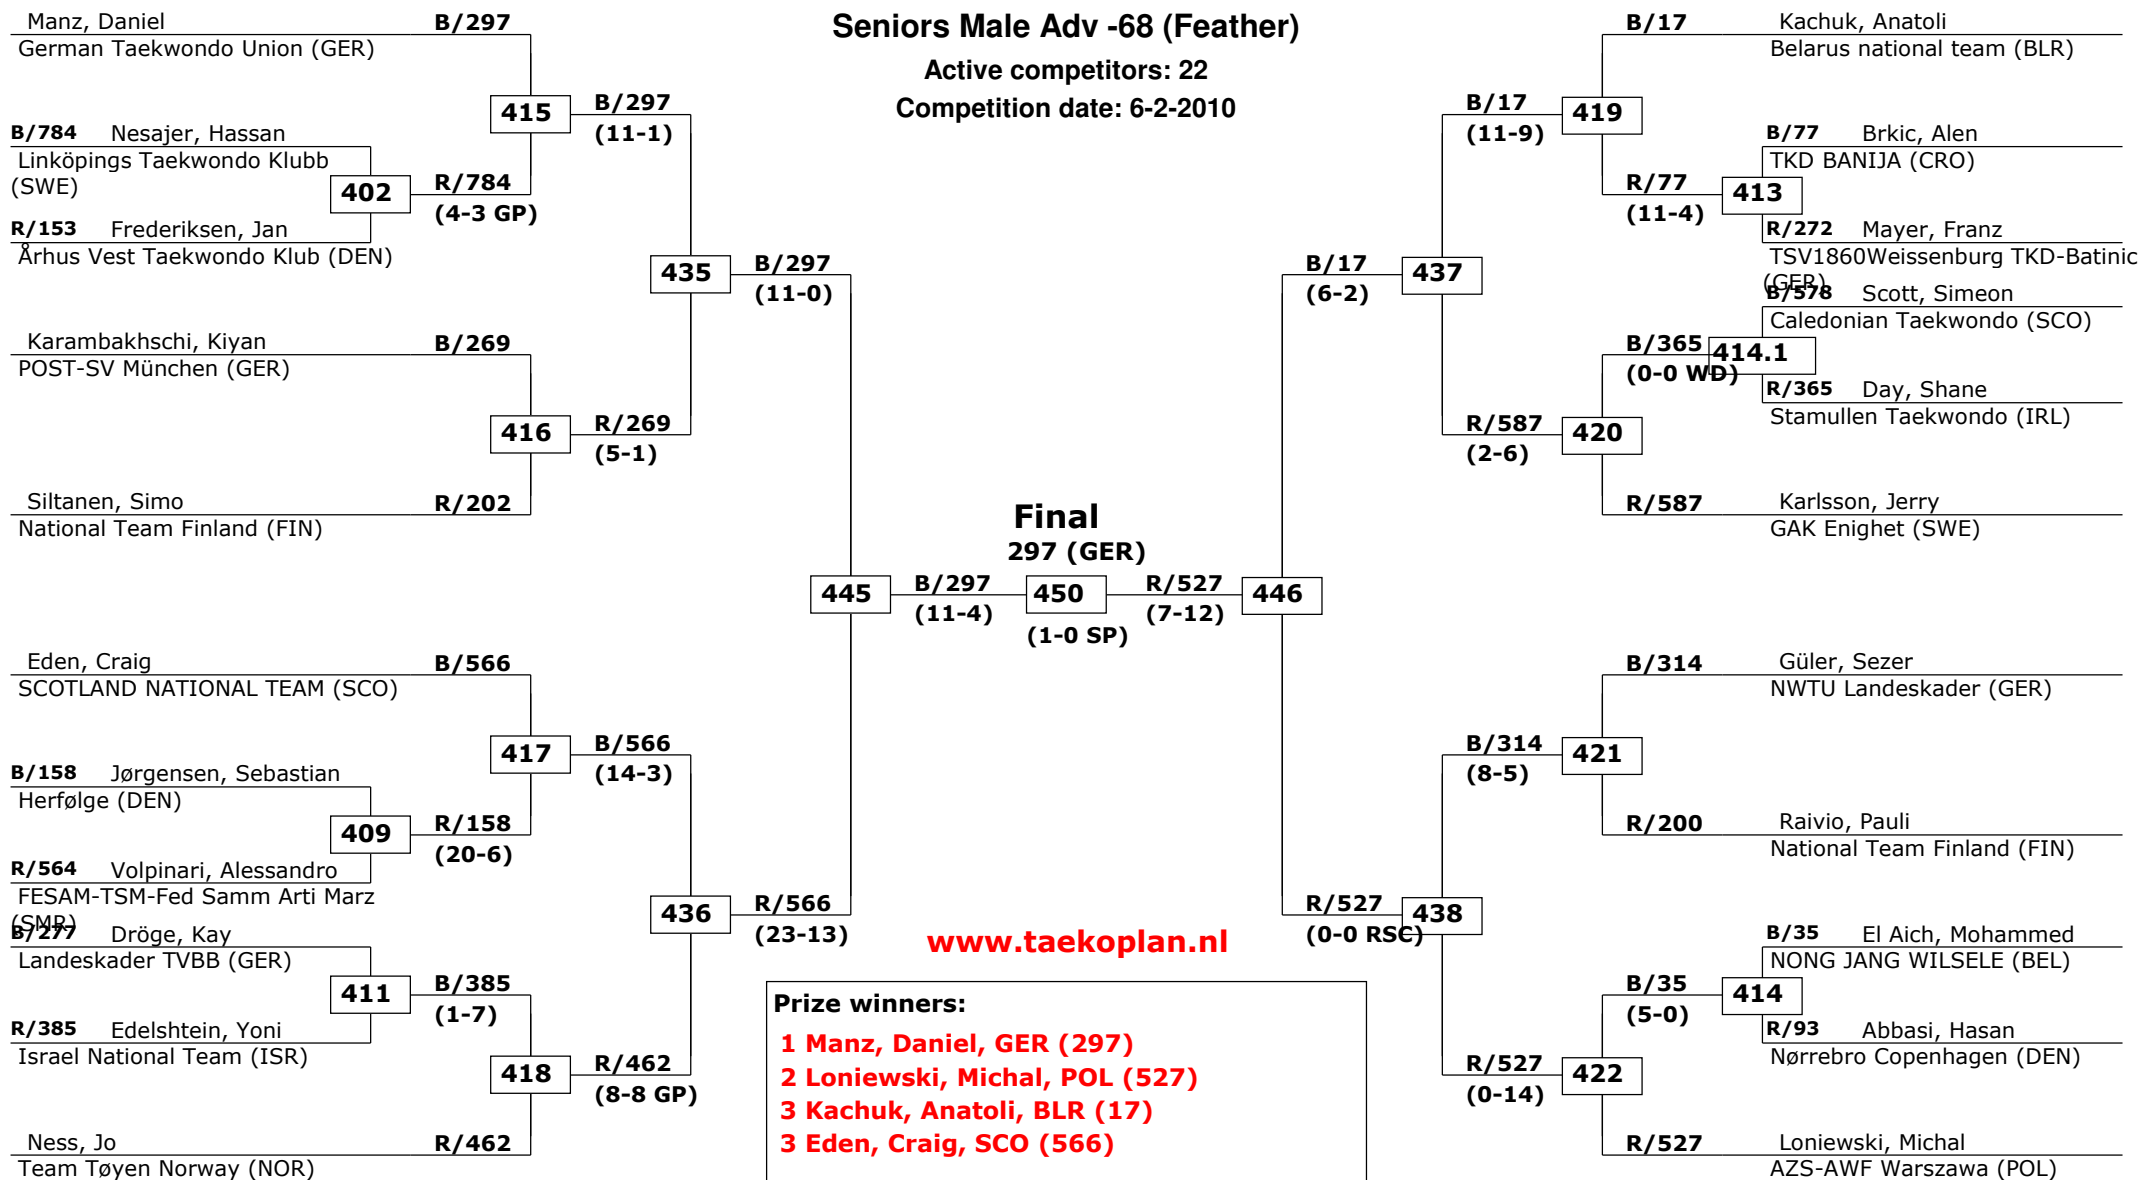 Seniors Male Adv -68 (Feather)
Active competitors: 22
Competition date: 6-2-2010
Manz, Daniel
B/297
German Taekwondo Union (GER)
415
B/297
(11-1)
B/784 Nesajer, Hassan
Linköpings Taekwondo Klubb
(SWE)
402
R/784
(4-3 GP)
R/153 Frederiksen, Jan
Århus Vest Taekwondo Klub (DEN)
435
B/297
(11-0)
Karambakhschi, Kiyan
B/269
POST-SV München (GER)
416
R/269
(5-1)
Siltanen, Simo
R/202
National Team Finland (FIN)
445
B/297
(11-4)
Eden, Craig
B/566
SCOTLAND NATIONAL TEAM (SCO)
417
B/566
(14-3)
B/158 Jørgensen, Sebastian
Herfølge (DEN)
409
R/158
(20-6)
R/564 Volpinari, Alessandro
FESAM-TSM-Fed Samm Arti Marz
(SMR)
436
R/566
(23-13)
B/277 Dröge, Kay
Landeskader TVBB (GER)
411
B/385
(1-7)
R/385 Edelshtein, Yoni
Israel National Team (ISR)
418
R/462
(8-8 GP)
Ness, Jo
R/462
Team Tøyen Norway (NOR)
Final
297 (GER)
450
(1-0 SP)
R/527
(7-12)
446
B/17
Kachuk, Anatoli
Belarus national team (BLR)
B/17
(11-9)
419
B/77 Brkic, Alen
TKD BANIJA (CRO)
R/77
(11-4)
413
R/272 Mayer, Franz
TSV1860Weissenburg TKD-Batinic
(GER)
B/17
(6-2)
437
B/578 Scott, Simeon
Caledonian Taekwondo (SCO)
B/365
(0-0 WD)
414.1
R/365 Day, Shane
Stamullen Taekwondo (IRL)
R/587
(2-6)
420
R/587
Karlsson, Jerry
GAK Enighet (SWE)
B/314
Güler, Sezer
NWTU Landeskader (GER)
B/314
(8-5)
421
R/200
Raivio, Pauli
National Team Finland (FIN)
R/527
(0-0 RSC)
438
B/35 El Aich, Mohammed
NONG JANG WILSELE (BEL)
B/35
(5-0)
414
R/93 Abbasi, Hasan
Nørrebro Copenhagen (DEN)
R/527
(0-14)
422
R/527
Loniewski, Michal
AZS-AWF Warszawa (POL)
www.taekoplan.nl
Prize winners:
1 Manz, Daniel, GER (297)
2 Loniewski, Michal, POL (527)
3 Kachuk, Anatoli, BLR (17)
3 Eden, Craig, SCO (566)